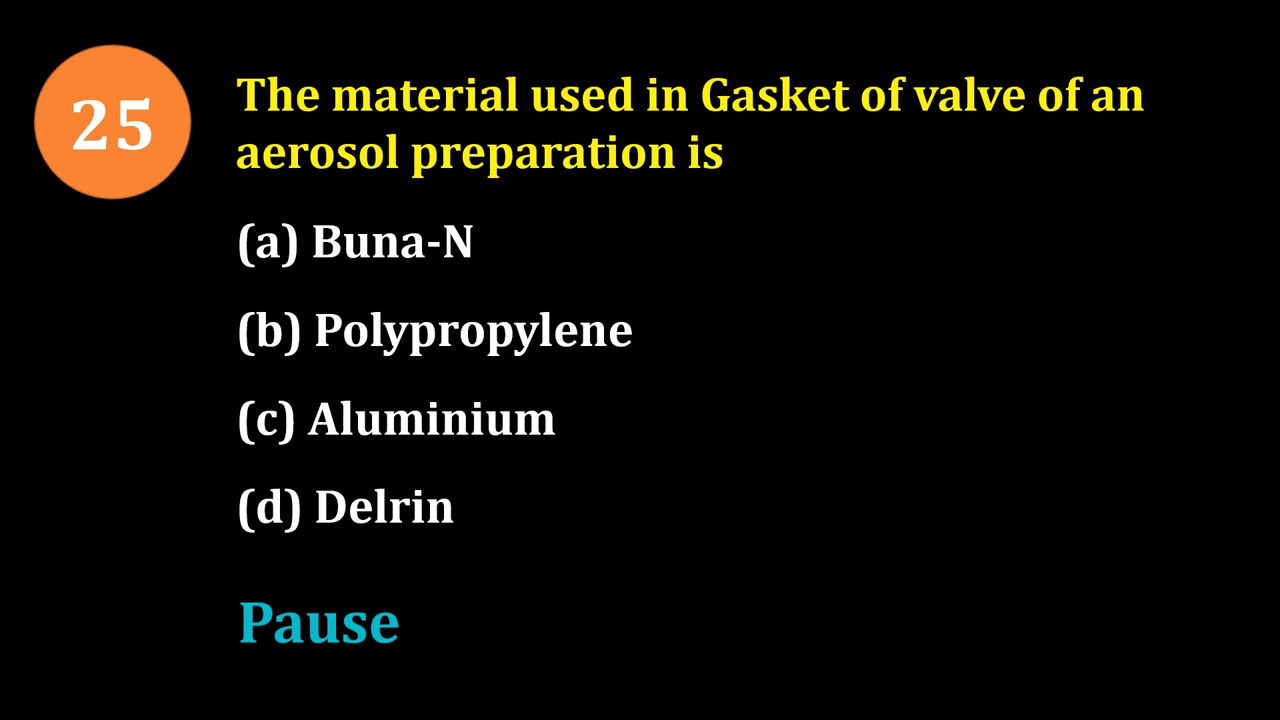 25
The material used in Gasket of valve of an
aerosol preparation is
(a) Buna-N
(b) Polypropylene
(c) Aluminium
(d) Delrin
Pause